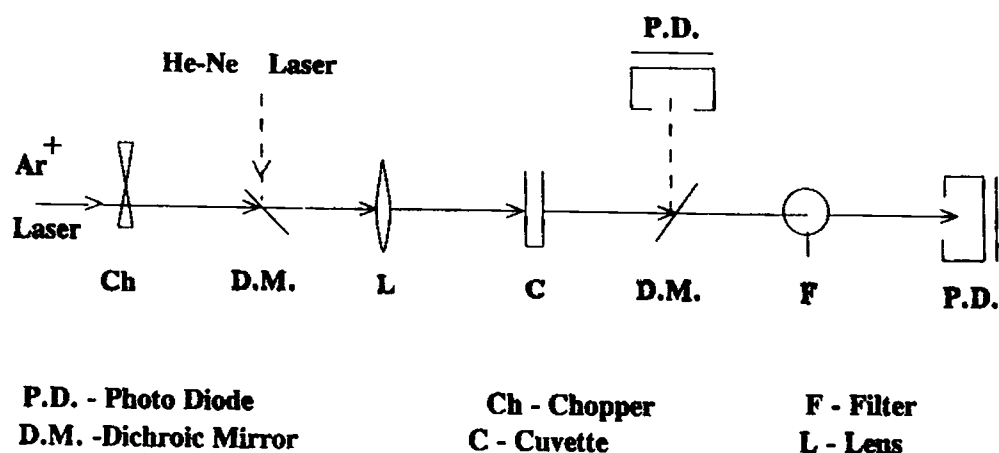 P.D.
He-Ne Laser
Ar+
Laser
Ch
D.M.
L
C
D.M.
F
P.D.
P.D. - Photo Diode
Ch - Chopper
F - Filter
D.M. -Dichroic Mirror
C - Cuvette
L - Lens